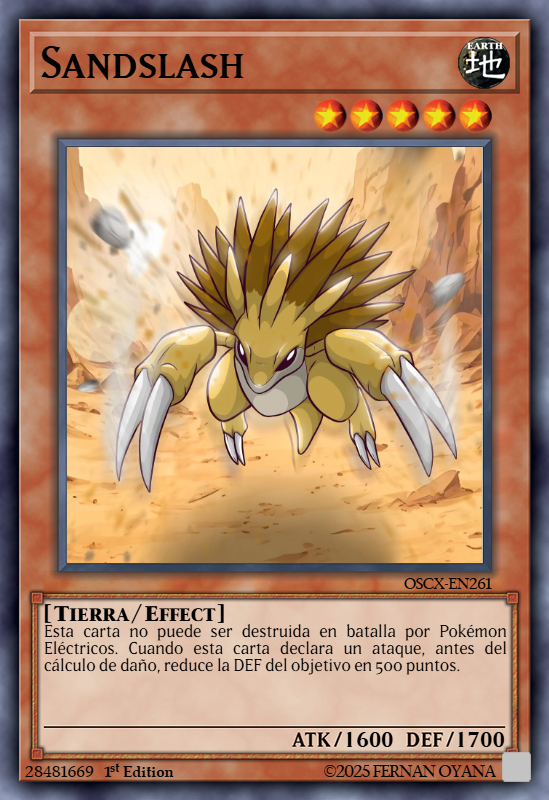 SANDSLASH
EARTH
地
OSCX-EN261
[TIERRA/EFFECT]
Esta carta no puede ser destruida en batalla por Pokémon
Eléctricos. Cuando esta carta declara un ataque, antes del
cálculo de daño, reduce la DEF del objetivo en 500 puntos.
ATK/1600 DEF/1700
28481669 1st Edition ©2025 FERNAN OYANA